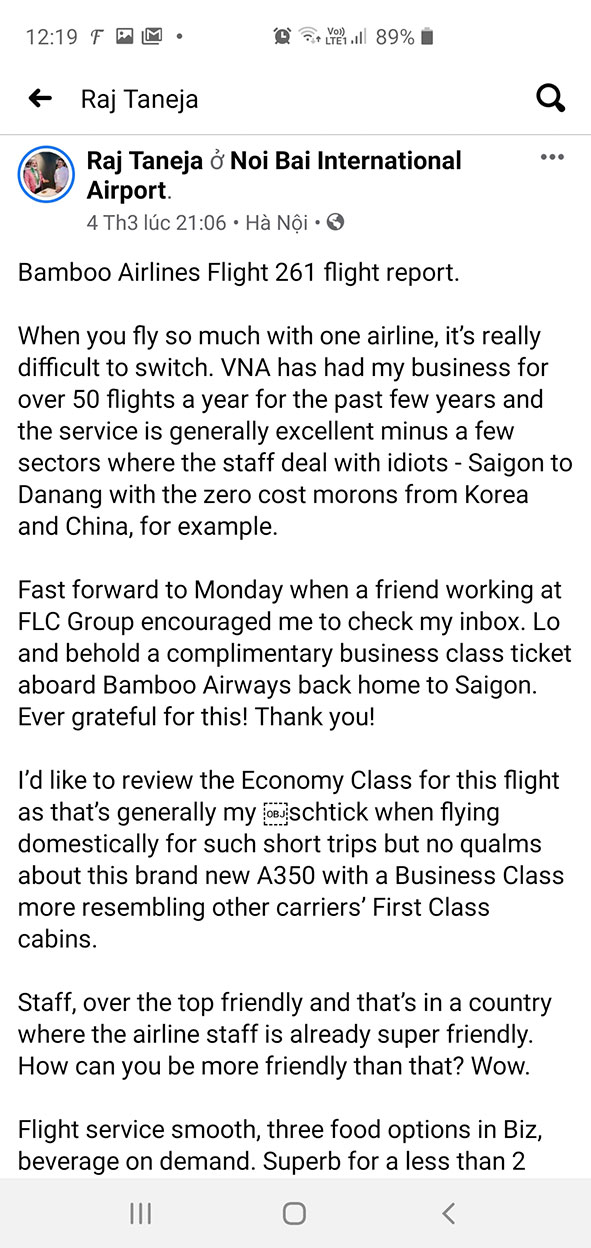 12:19 F 89%
Vo))
LTE1
Raj Taneja
Raj Taneja ở Noi Bai International
Airport.
4 Th3 lúc 21:06 • Hà Nội •
Bamboo Airlines Flight 261 flight report.
When you fly so much with one airline, it’s really
difficult to switch. VNA has had my business for
over 50 flights a year for the past few years and
the service is generally excellent minus a few
sectors where the staff deal with idiots - Saigon to
Danang with the zero cost morons from Korea
and China, for example.
Fast forward to Monday when a friend working at
FLC Group encouraged me to check my inbox. Lo
and behold a complimentary business class ticket
aboard Bamboo Airways back home to Saigon.
Ever grateful for this! Thank you!
I’d like to review the Economy Class for this flight
as that’s generally my OBJschtick when flying
domestically for such short trips but no qualms
about this brand new A350 with a Business Class
more resembling other carriers’ First Class
cabins.
Staff, over the top friendly and that’s in a country
where the airline staff is already super friendly.
How can you be more friendly than that? Wow.
Flight service smooth, three food options in Biz,
beverage on demand. Superb for a less than 2